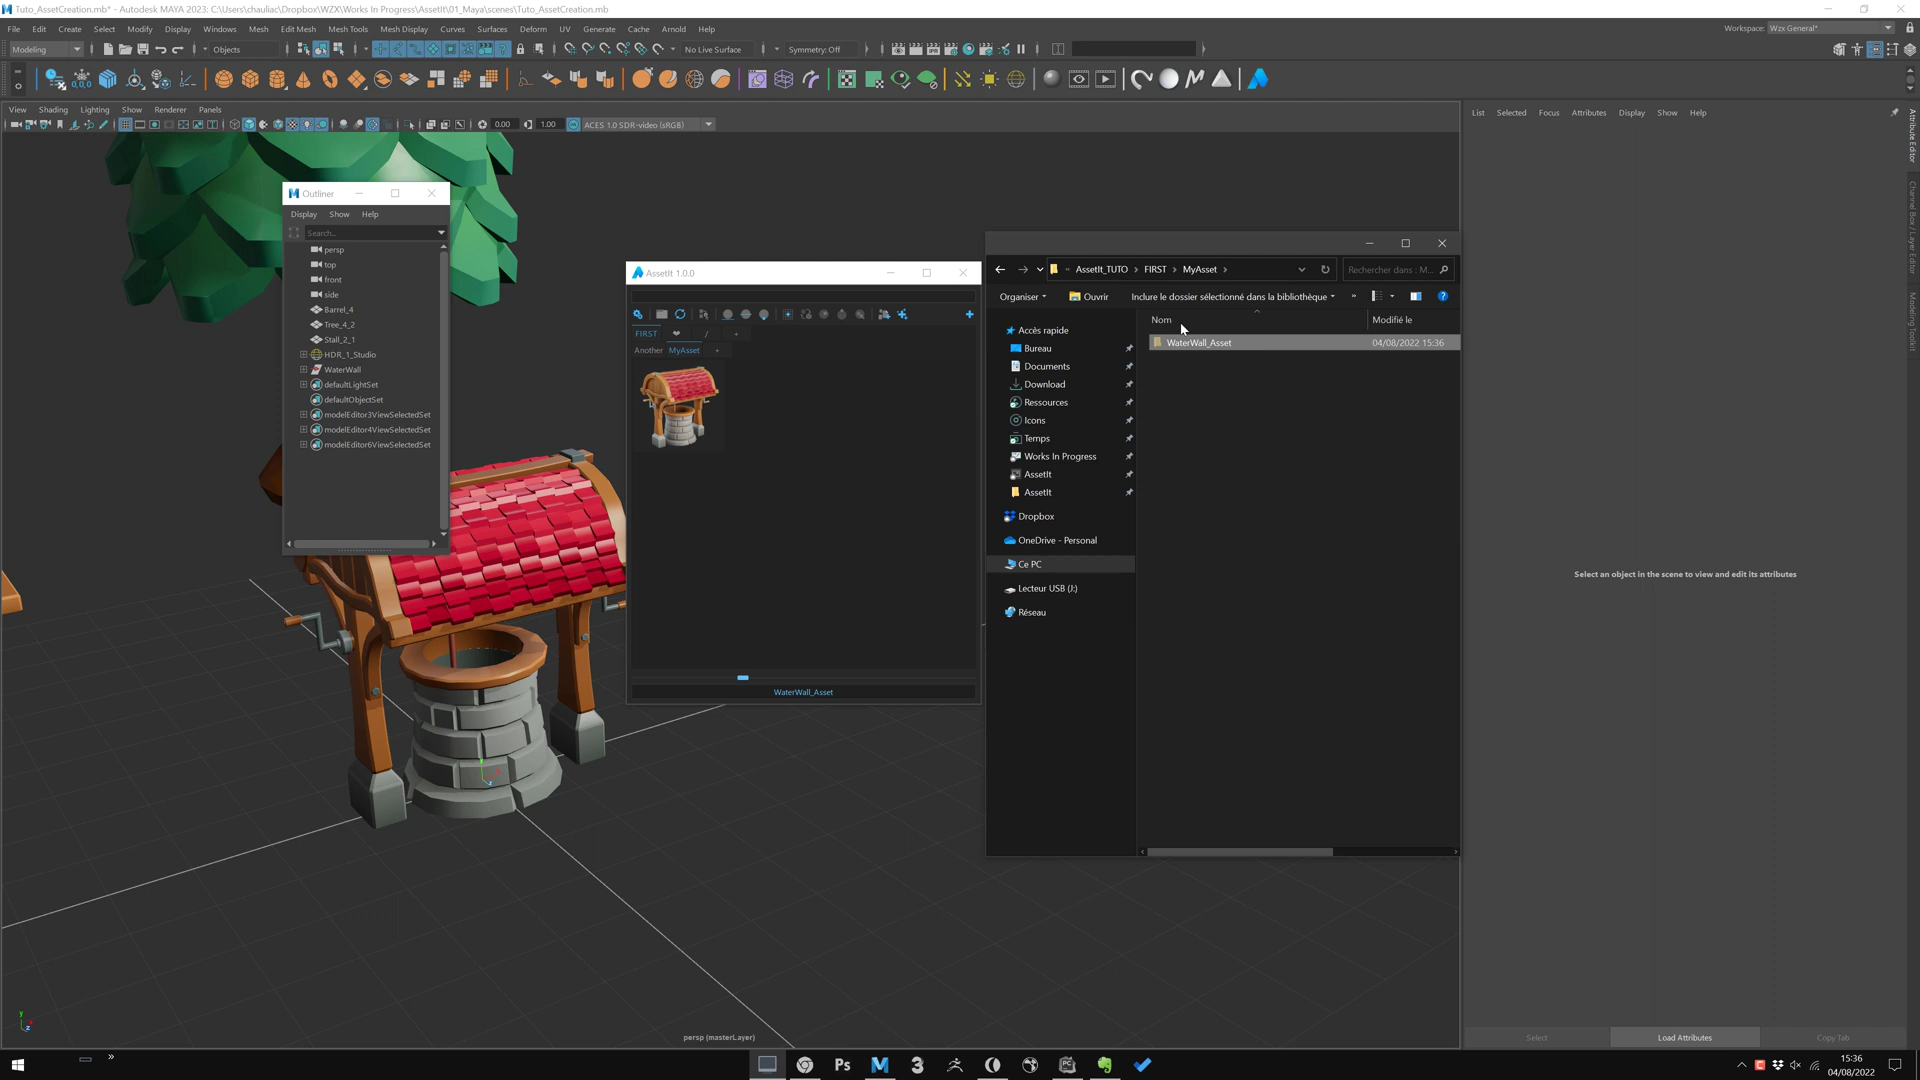 Tuto_AssetCreation.mb* - Autodesk MAYA 2023: C:\Users\chauliac\Dropbox\WZX\Works In Progress\AssetIt\01_Maya\scenes\Tuto_AssetCreation.mb
File Edit Create Select Modify Display Windows Mesh Edit Mesh Mesh Tools Mesh Display Curves Surfaces Deform UV Generate Cache Arnold Help
Workspace: Wzx General*
Modeling Objects No Live Surface Symmetry: Off
View Shading Lighting Show Renderer Panels
0.00 1.00 ACES 1.0 SDR-video (sRGB)
Outliner
Display Show Help
Search...
persp
top
front
side
Barrel_4
Tree_4_2
Stall_2_1
HDR_1_Studio
WaterWall
defaultLightSet
defaultObjectSet
modelEditor3ViewSelectedSet
modelEditor4ViewSelectedSet
modelEditor6ViewSelectedSet
AssetIt 1.0.0
FIRST ❤ / +
Another MyAsset +
WaterWall_Asset
« AssetIt_TUTO › FIRST › MyAsset ›
Rechercher dans : M...
Organiser Ouvrir Inclure le dossier sélectionné dans la bibliothèque »
Nom Modifié le
WaterWall_Asset 04/08/2022 15:36
Accès rapide
Bureau
Documents
Download
Ressources
Icons
Temps
Works In Progress
AssetIt
AssetIt
Dropbox
OneDrive - Personal
Ce PC
Lecteur USB (J:)
Réseau
List Selected Focus Attributes Display Show Help
Attribute Editor
Channel Box / Layer Editor
Modeling Toolkit
Select an object in the scene to view and edit its attributes
Select Load Attributes Copy Tab
persp (masterLayer)
15:36
04/08/2022